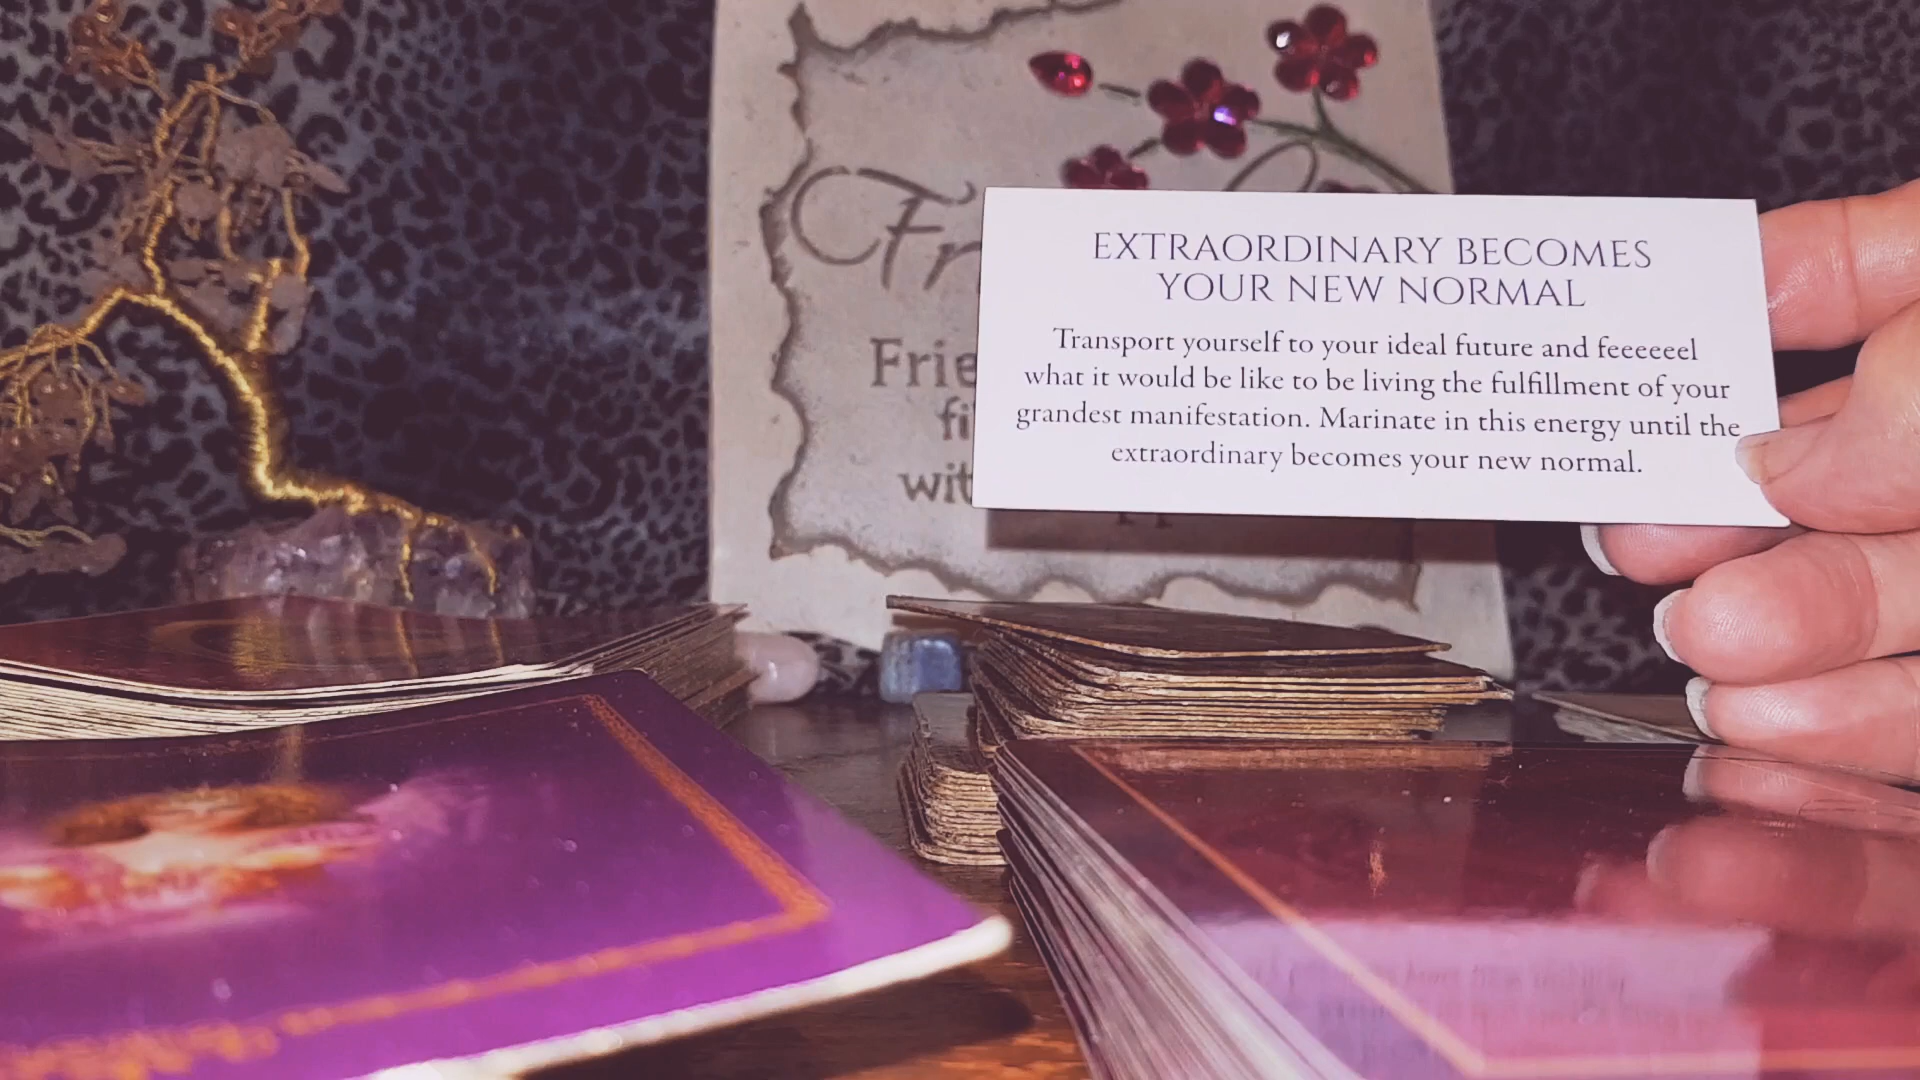 EXTRAORDINARY BECOMES
YOUR NEW NORMAL
Transport yourself to your ideal future and feeeeeel
what it would be like to be living the fulfillment of your
grandest manifestation. Marinate in this energy until the
extraordinary becomes your new normal.